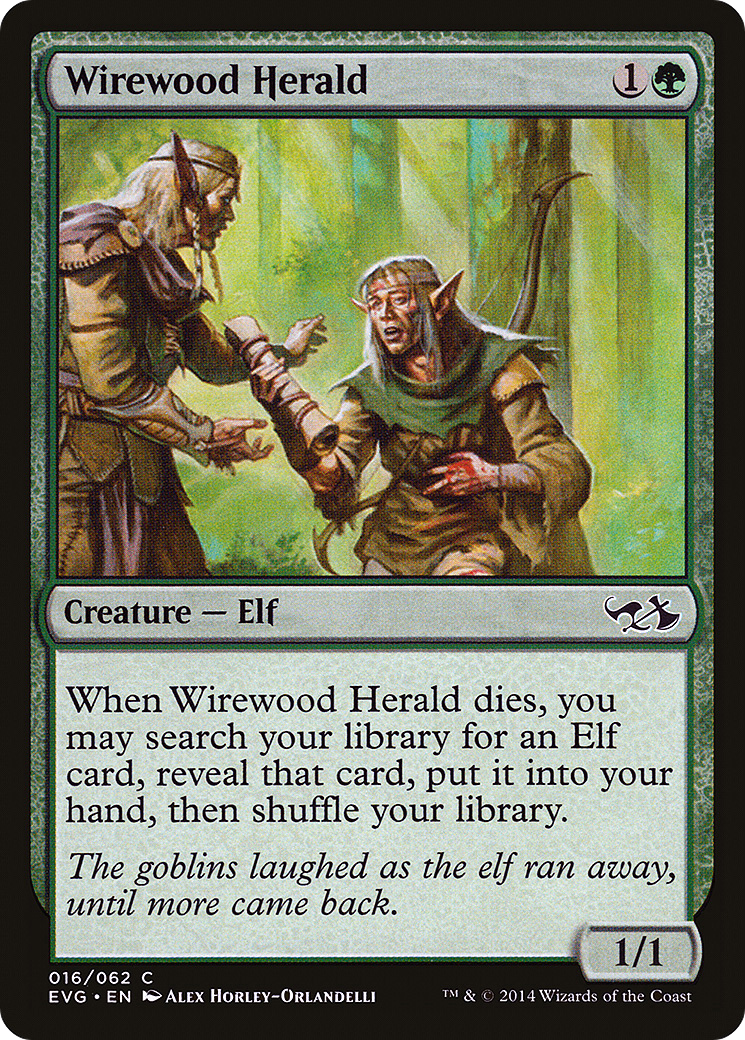 Wirewood Herald 1
Creature — Elf
When Wirewood Herald dies, you
may search your library for an Elf
card, reveal that card, put it into your
hand, then shuffle your library.
The goblins laughed as the elf ran away,
until more came back.
1/1
016/062 C
EVG • EN Alex Horley-Orlandelli ™ & © 2014 Wizards of the Coast